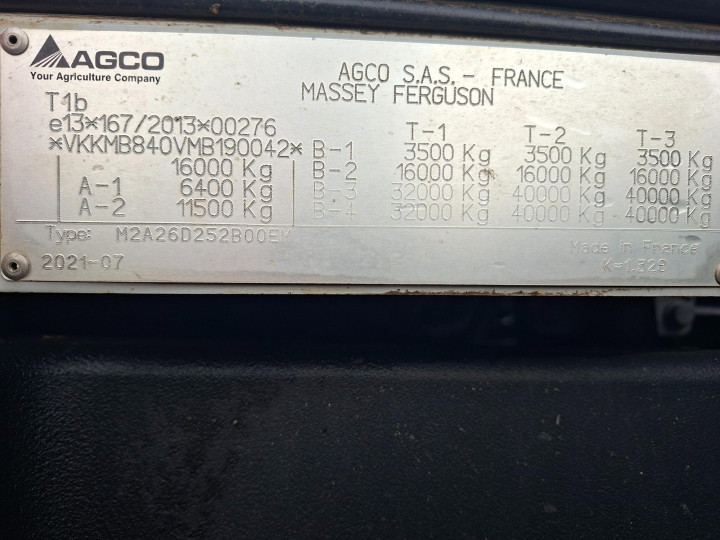 AGCO
Your Agriculture Company
AGCO S.A.S. - FRANCE
MASSEY FERGUSON
T1b
e13*167/2013*00276
*VKKMB840VMB190042*
16000 Kg
A-1 6400 Kg
A-2 11500 Kg
T-1 T-2 T-3
B-1 3500 Kg 3500 Kg 3500 Kg
B-2 16000 Kg 16000 Kg 16000 Kg
B-3 32000 Kg 40000 Kg 40000 Kg
B-4 32000 Kg 40000 Kg 40000 Kg
Type:
Made in France
2021-07